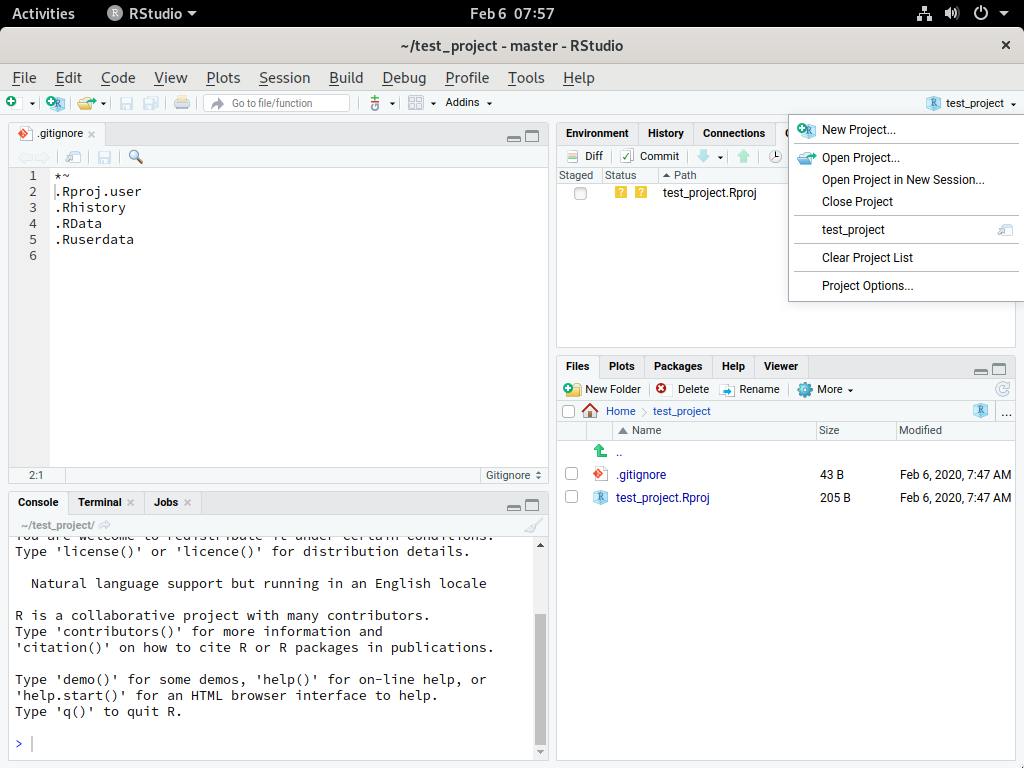 Activities RStudio Feb 6 07:57
~/test_project - master - RStudio
File Edit Code View Plots Session Build Debug Profile Tools Help
Go to file/function Addins test_project
.gitignore
1 *~
2 .Rproj.user
3 .Rhistory
4 .RData
5 .Ruserdata
6
2:1 Gitignore
Environment History Connections
Diff Commit
Staged Status Path
? ? test_project.Rproj
New Project...
Open Project...
Open Project in New Session...
Close Project
test_project
Clear Project List
Project Options...
Console Terminal Jobs
~/test_project/
You are welcome to redistribute it under certain conditions.
Type 'license()' or 'licence()' for distribution details.
Natural language support but running in an English locale
R is a collaborative project with many contributors.
Type 'contributors()' for more information and
'citation()' on how to cite R or R packages in publications.
Type 'demo()' for some demos, 'help()' for on-line help, or
'help.start()' for an HTML browser interface to help.
Type 'q()' to quit R.
>
Files Plots Packages Help Viewer
New Folder Delete Rename More
Home test_project ...
Name Size Modified
..
.gitignore 43 B Feb 6, 2020, 7:47 AM
test_project.Rproj 205 B Feb 6, 2020, 7:47 AM